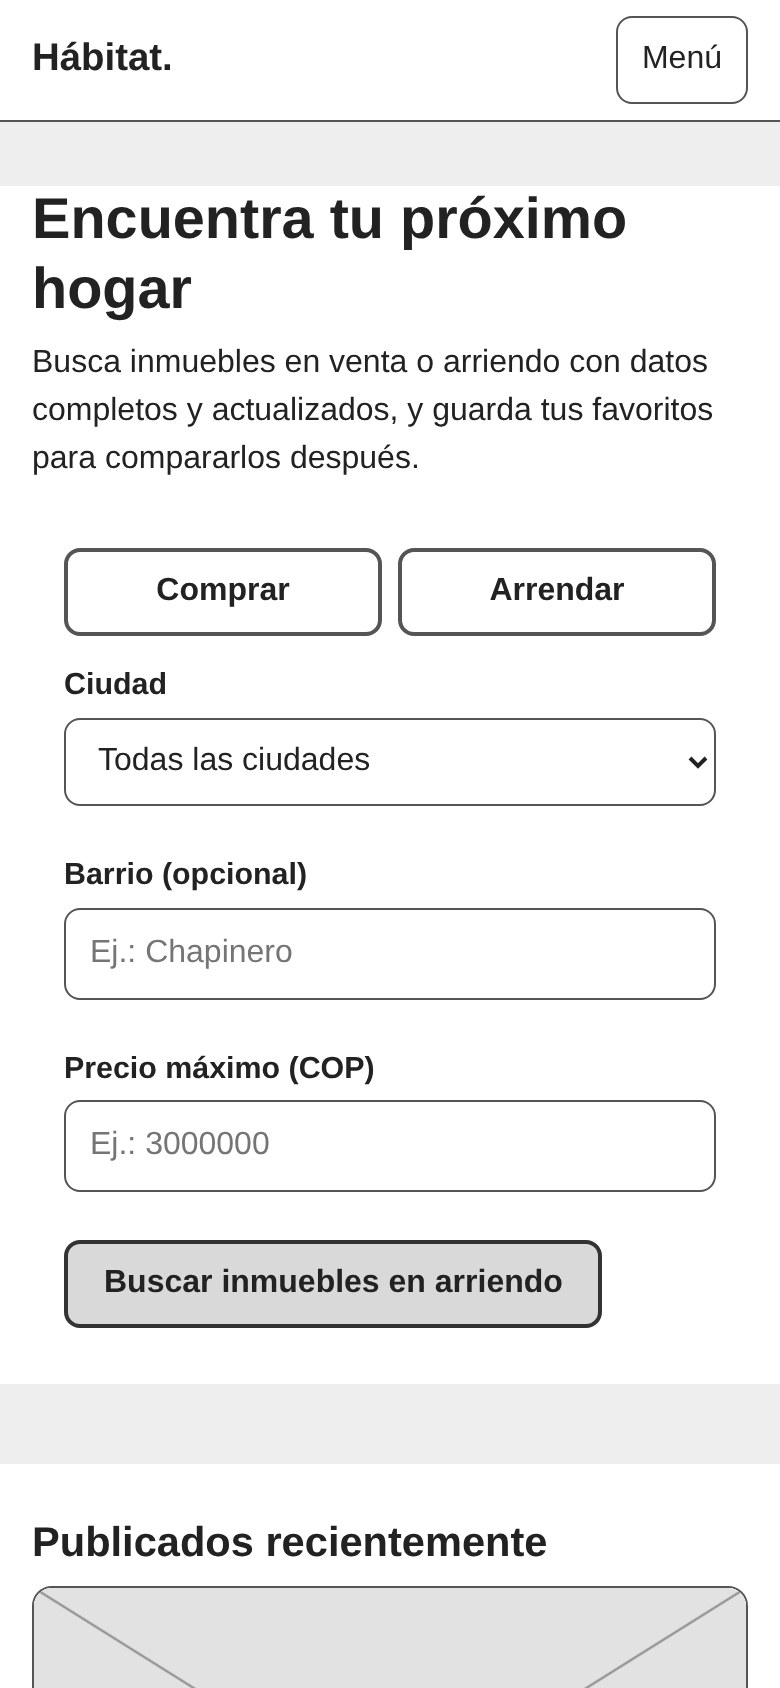 Hábitat.
Menú
Encuentra tu próximo
hogar
Busca inmuebles en venta o arriendo con datos
completos y actualizados, y guarda tus favoritos
para compararlos después.
Comprar
Arrendar
Ciudad
Todas las ciudades
Barrio (opcional)
Ej.: Chapinero
Precio máximo (COP)
Ej.: 3000000
Buscar inmuebles en arriendo
Publicados recientemente